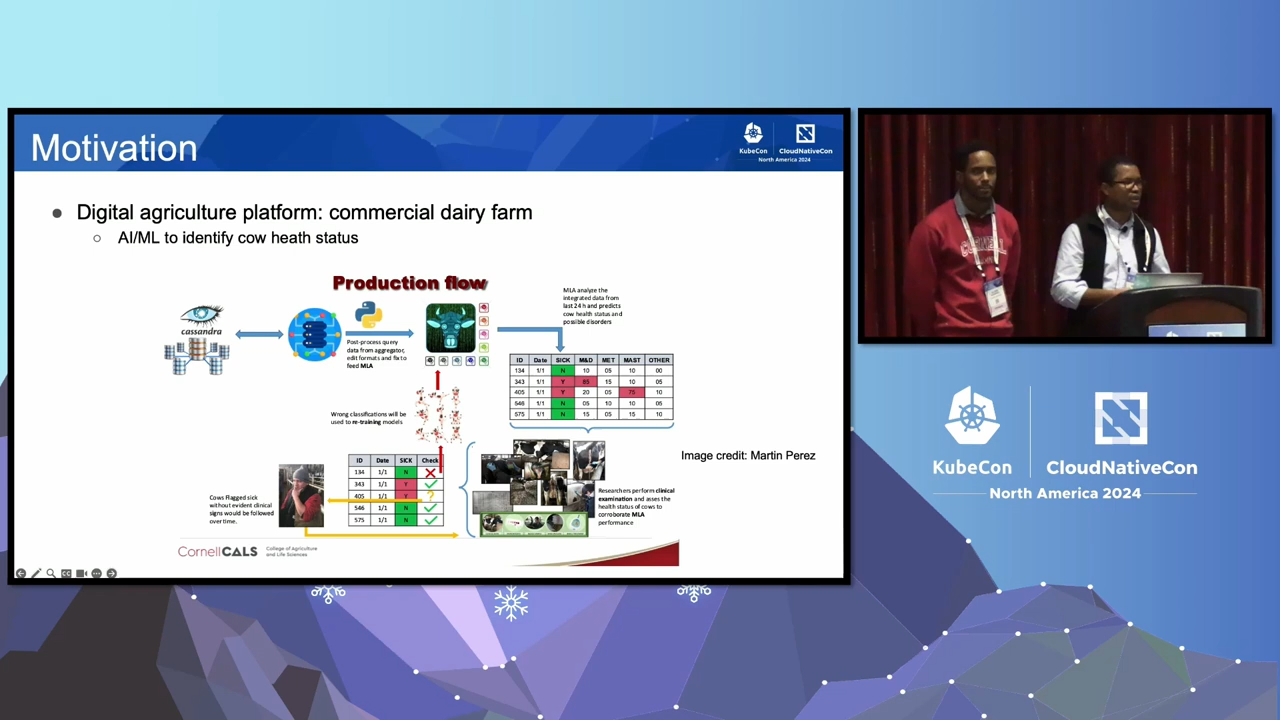 Motivation
KubeCon
CloudNativeCon
North America 2024
Digital agriculture platform: commercial dairy farm
AI/ML to identify cow heath status
Production flow
cassandra
Post-process query
data from aggregator,
edit formats and fix to
feed MLA
MLA analyze the
integrated data from
last 24 h and predicts
cow health status and
possible disorders
ID Date SICK M&D MET MAST OTHER
134 1/1 N 10 05 10 00
343 1/1 Y 85 15 10 05
405 1/1 Y 20 05 75 10
546 1/1 N 05 10 10 05
575 1/1 N 15 05 15 10
Wrong classifications will be
used to re-training models
Image credit: Martin Perez
ID Date SICK Check
134 1/1 N
343 1/1 Y
405 1/1 Y ?
546 1/1 N
575 1/1 N
Cows flagged sick
without evident clinical
signs would be followed
over time.
Researchers perform clinical
examination and asses the
health status of cows to
corroborate MLA
performance
CornellCALS
College of Agriculture
and Life Sciences
CORNELL
KubeCon
CloudNativeCon
North America 2024